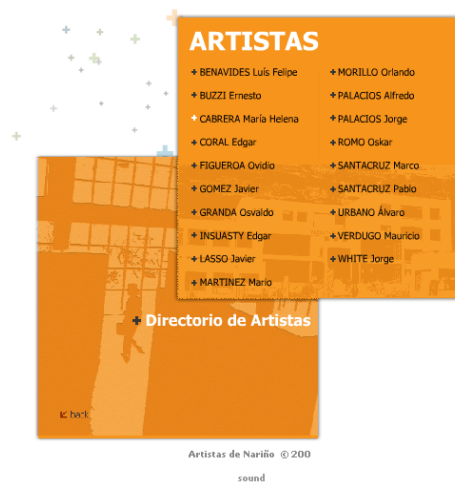 ARTISTAS
+ BENAVIDES Luís Felipe
+ BUZZI Ernesto
+ CABRERA María Helena
+ CORAL Edgar
+ FIGUEROA Ovidio
+ GOMEZ Javier
+ GRANDA Osvaldo
+ INSUASTY Edgar
+ LASSO Javier
+ MARTINEZ Mario
+ MORILLO Orlando
+ PALACIOS Alfredo
+ PALACIOS Jorge
+ ROMO Oskar
+ SANTACRUZ Marco
+ SANTACRUZ Pablo
+ URBANO Álvaro
+ VERDUGO Mauricio
+ WHITE Jorge
+ Directorio de Artistas
back
Artistas de Nariño © 200
sound